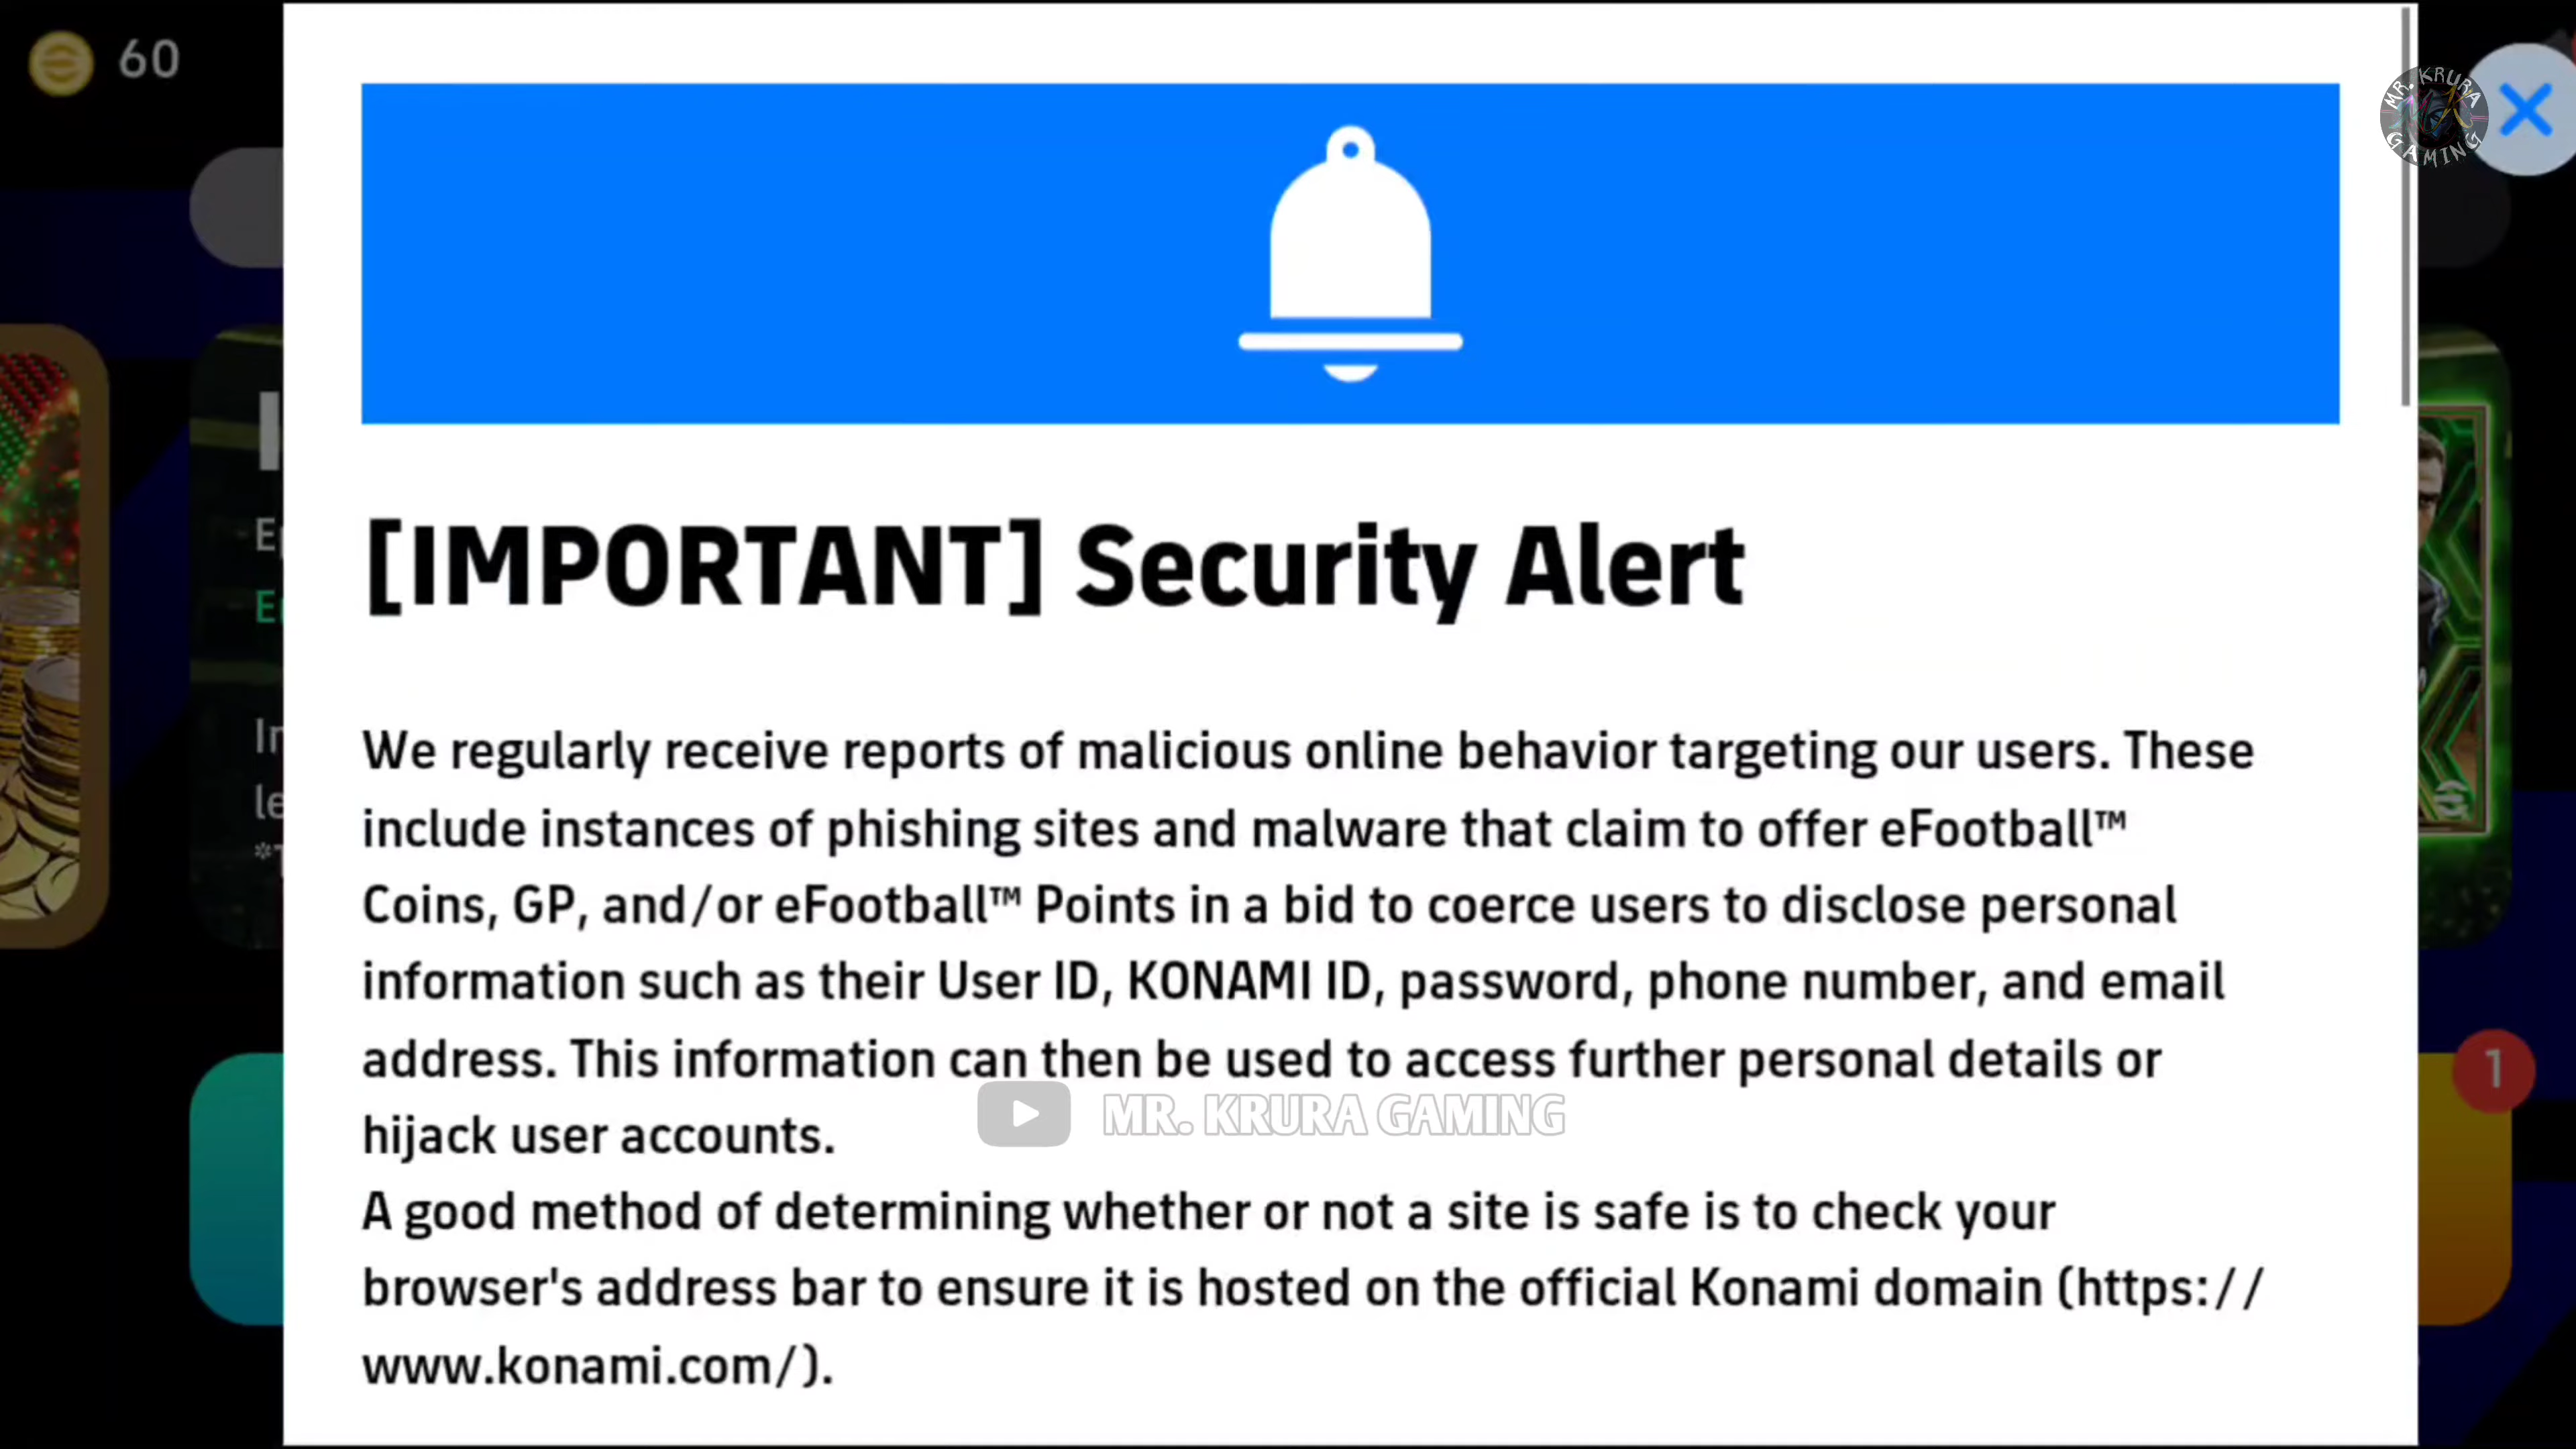 60
MR. KRURA
GAMING
[IMPORTANT] Security Alert
We regularly receive reports of malicious online behavior targeting our users. These
include instances of phishing sites and malware that claim to offer eFootball™
Coins, GP, and/or eFootball™ Points in a bid to coerce users to disclose personal
information such as their User ID, KONAMI ID, password, phone number, and email
address. This information can then be used to access further personal details or
hijack user accounts.
MR. KRURA GAMING
A good method of determining whether or not a site is safe is to check your
browser's address bar to ensure it is hosted on the official Konami domain (https://
www.konami.com/).
1